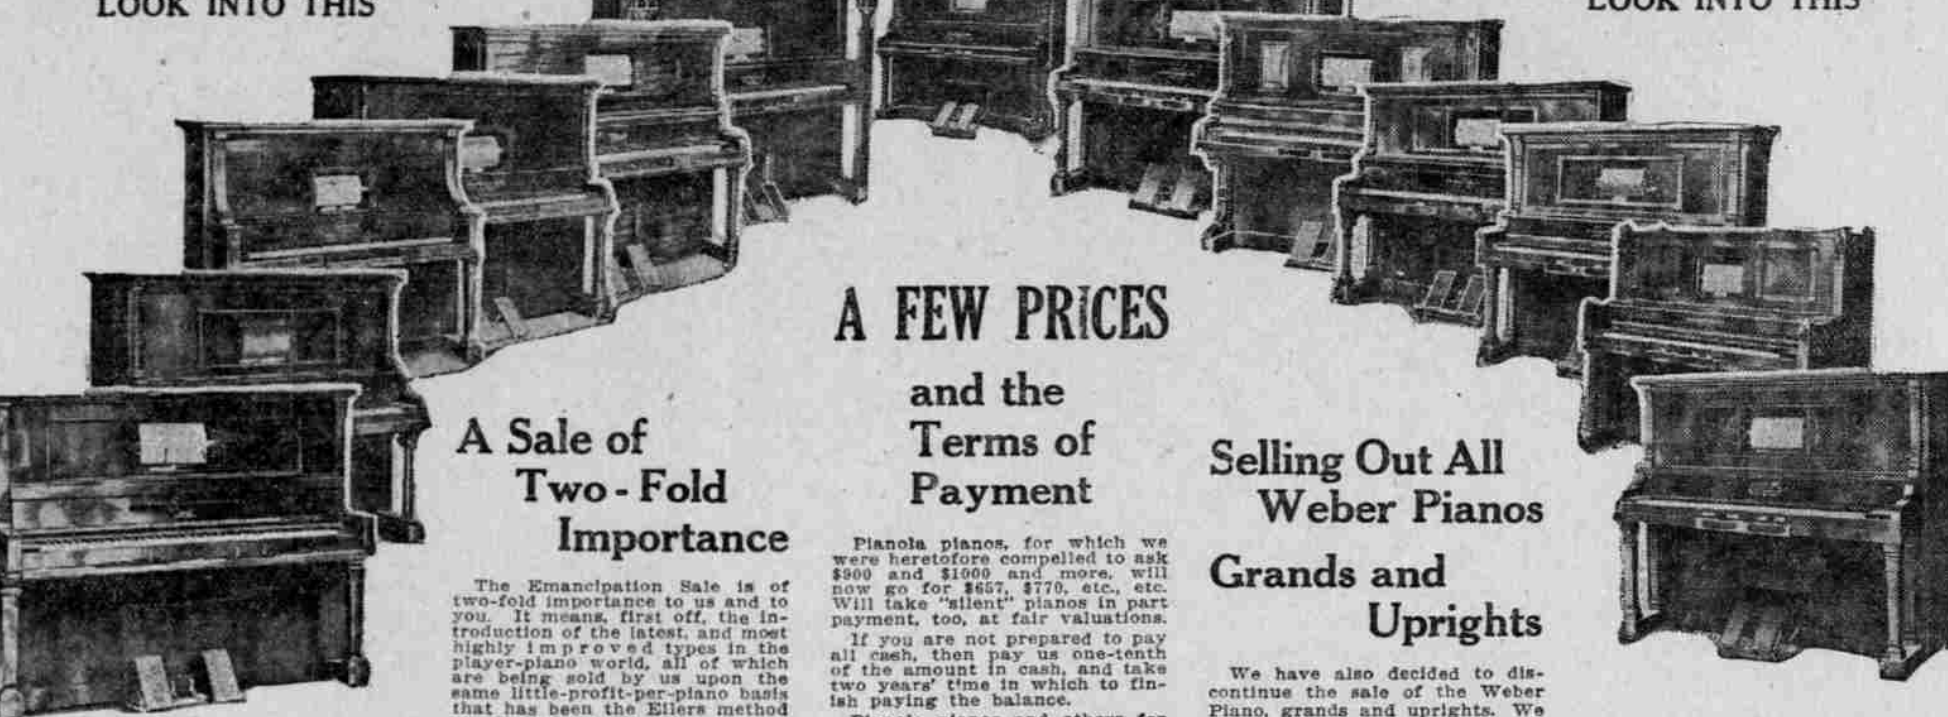 LOOK INTO THIS
LOOK INTO THIS
A FEW PRICES
and the
Terms of
Payment
A Sale of
Two-Fold
Importance
The Emancipation Sale is of
two-fold importance to us and to
you. It means, first off, the in-
troduction of the latest, and most
highly improved types in the
player-piano world, all of which
are being sold by us upon the
same little-profit-per-piano basis
that has been the Eilers method
Pianola pianos, for which we
were heretofore compelled to ask
$900 and $1000 and more, will
now go for $657, $770, etc., etc.
Will take "silent" pianos in part
payment, too, at fair valuations.
If you are not prepared to pay
all cash, then pay us one-tenth
of the amount in cash, and take
two years' time in which to fin-
ish paying the balance.
Selling Out All
Weber Pianos
Grands and
Uprights
We have also decided to dis-
continue the sale of the Weber
Piano, grands and uprights. We